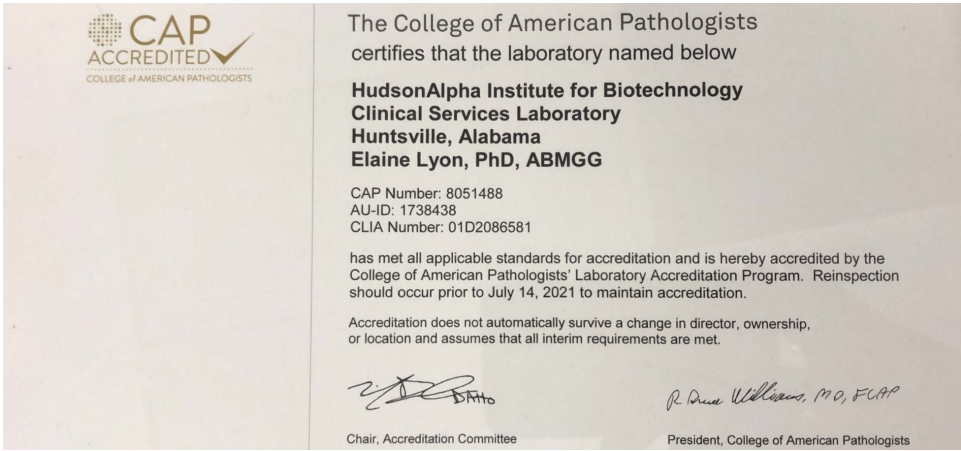 CAP
ACCREDITED
COLLEGE of AMERICAN PATHOLOGISTS
The College of American Pathologists
certifies that the laboratory named below
HudsonAlpha Institute for Biotechnology
Clinical Services Laboratory
Huntsville, Alabama
Elaine Lyon, PhD, ABMGG
CAP Number: 8051488
AU-ID: 1738438
CLIA Number: 01D2086581
has met all applicable standards for accreditation and is hereby accredited by the
College of American Pathologists' Laboratory Accreditation Program. Reinspection
should occur prior to July 14, 2021 to maintain accreditation.
Accreditation does not automatically survive a change in director, ownership,
or location and assumes that all interim requirements are met.
R Williams, MD, FCAP
Chair, Accreditation Committee
President, College of American Pathologists